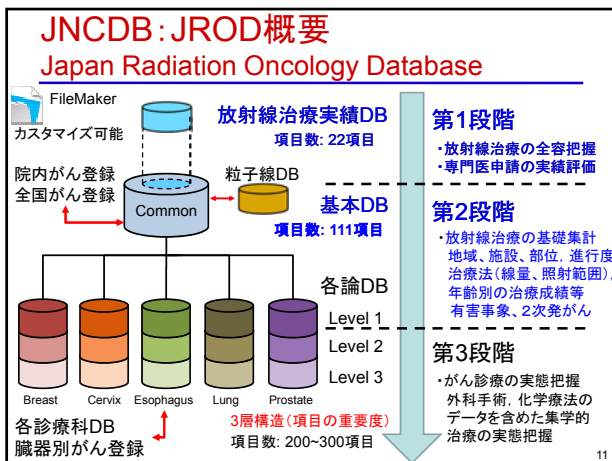 JNCDB：JROD概要
Japan Radiation Oncology Database
FileMaker
カスタマイズ可能
放射線治療実績DB
項目数: 22項目
院内がん登録
全国がん登録
Common
粒子線DB
基本DB
項目数: 111項目
各論DB
Level 1
Level 2
Level 3
Breast
Cervix
Esophagus
Lung
Prostate
各診療科DB
臓器別がん登録
3層構造（項目の重要度）
項目数: 200~300項目
第1段階
・放射線治療の全容把握
・専門医申請の実績評価
第2段階
・放射線治療の基礎集計
地域、施設、部位, 進行度
治療法（線量、照射範囲）,
年齢別の治療成績等
有害事象、２次発がん
第3段階
・がん診療の実態把握
外科手術, 化学療法の
データを含めた集学的
治療の実態把握
11